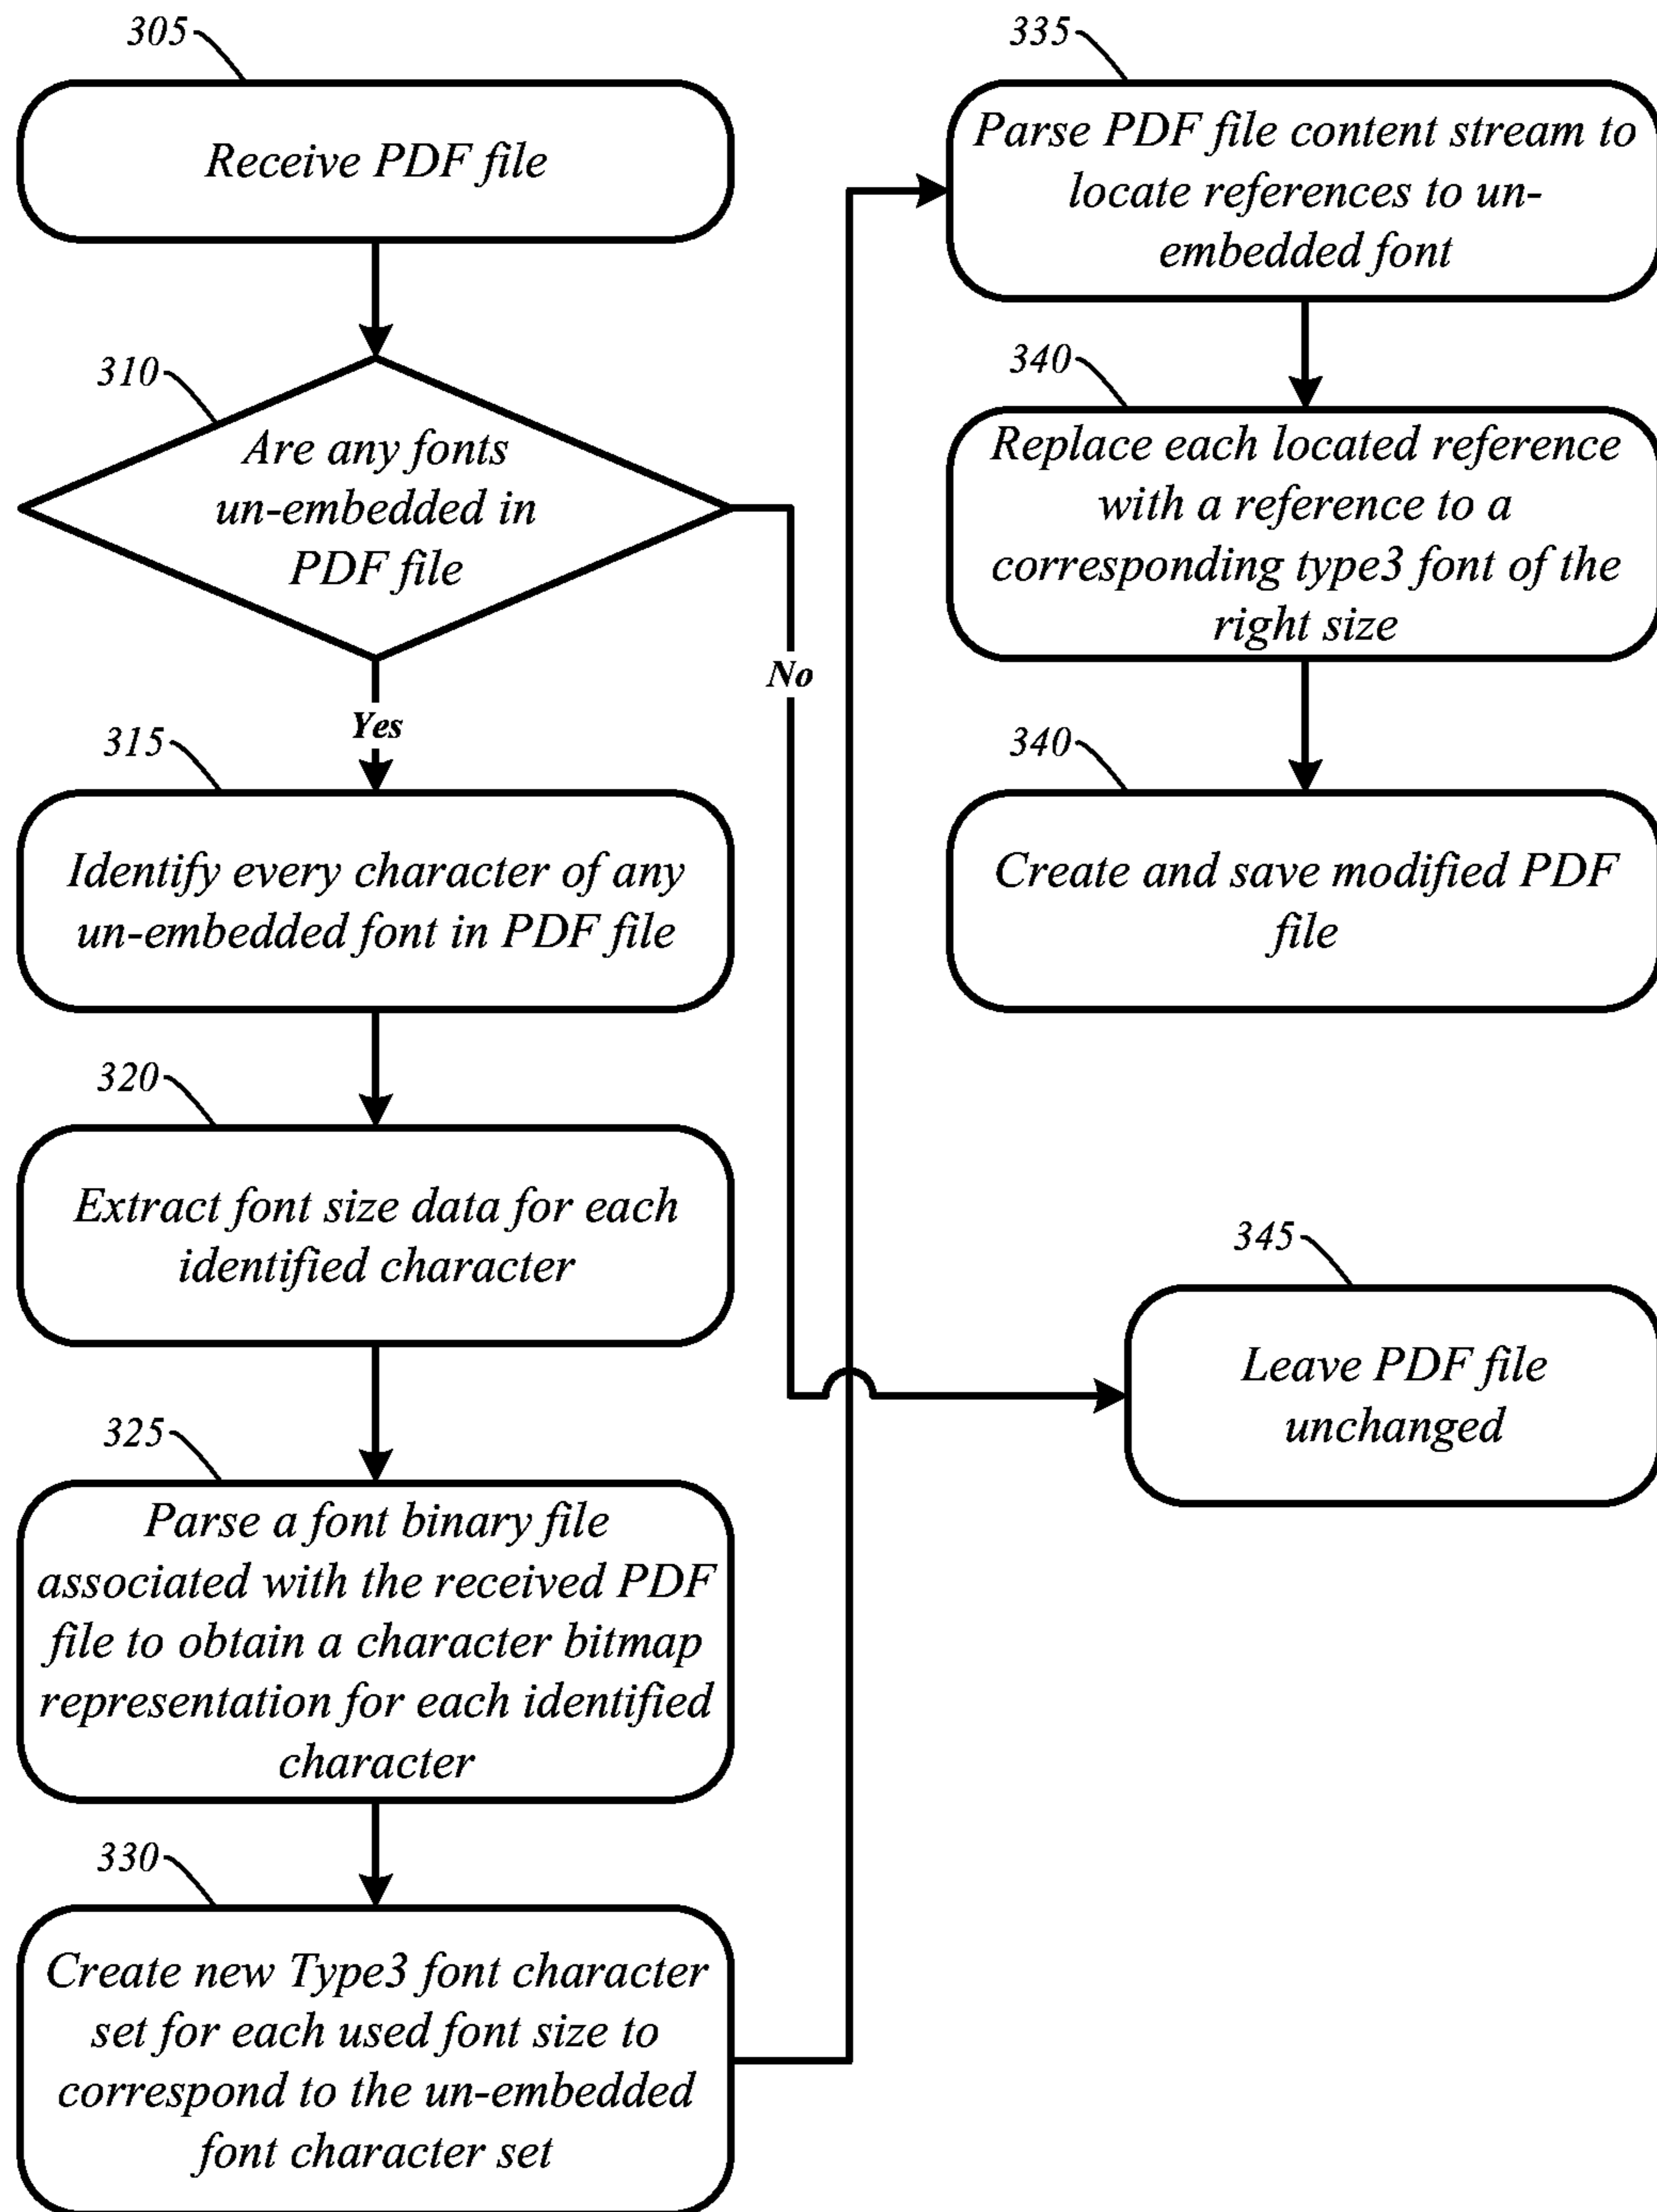 305
Receive PDF file
310
Are any fonts
un-embedded in
PDF file
No
Yes
315
Identify every character of any
un-embedded font in PDF file
320
Extract font size data for each
identified character
325
Parse a font binary file
associated with the received PDF
file to obtain a character bitmap
representation for each identified
character
330
Create new Type3 font character
set for each used font size to
correspond to the un-embedded
font character set
335
Parse PDF file content stream to
locate references to un-
embedded font
340
Replace each located reference
with a reference to a
corresponding type3 font of the
right size
340
Create and save modified PDF
file
345
Leave PDF file
unchanged